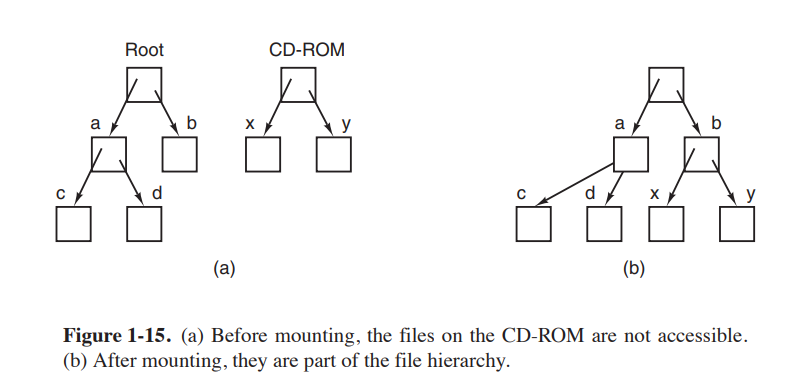 Root CD-ROM
a b x y
c d
(a)
a b
c d x y
(b)
Figure 1-15. (a) Before mounting, the files on the CD-ROM are not accessible.
(b) After mounting, they are part of the file hierarchy.